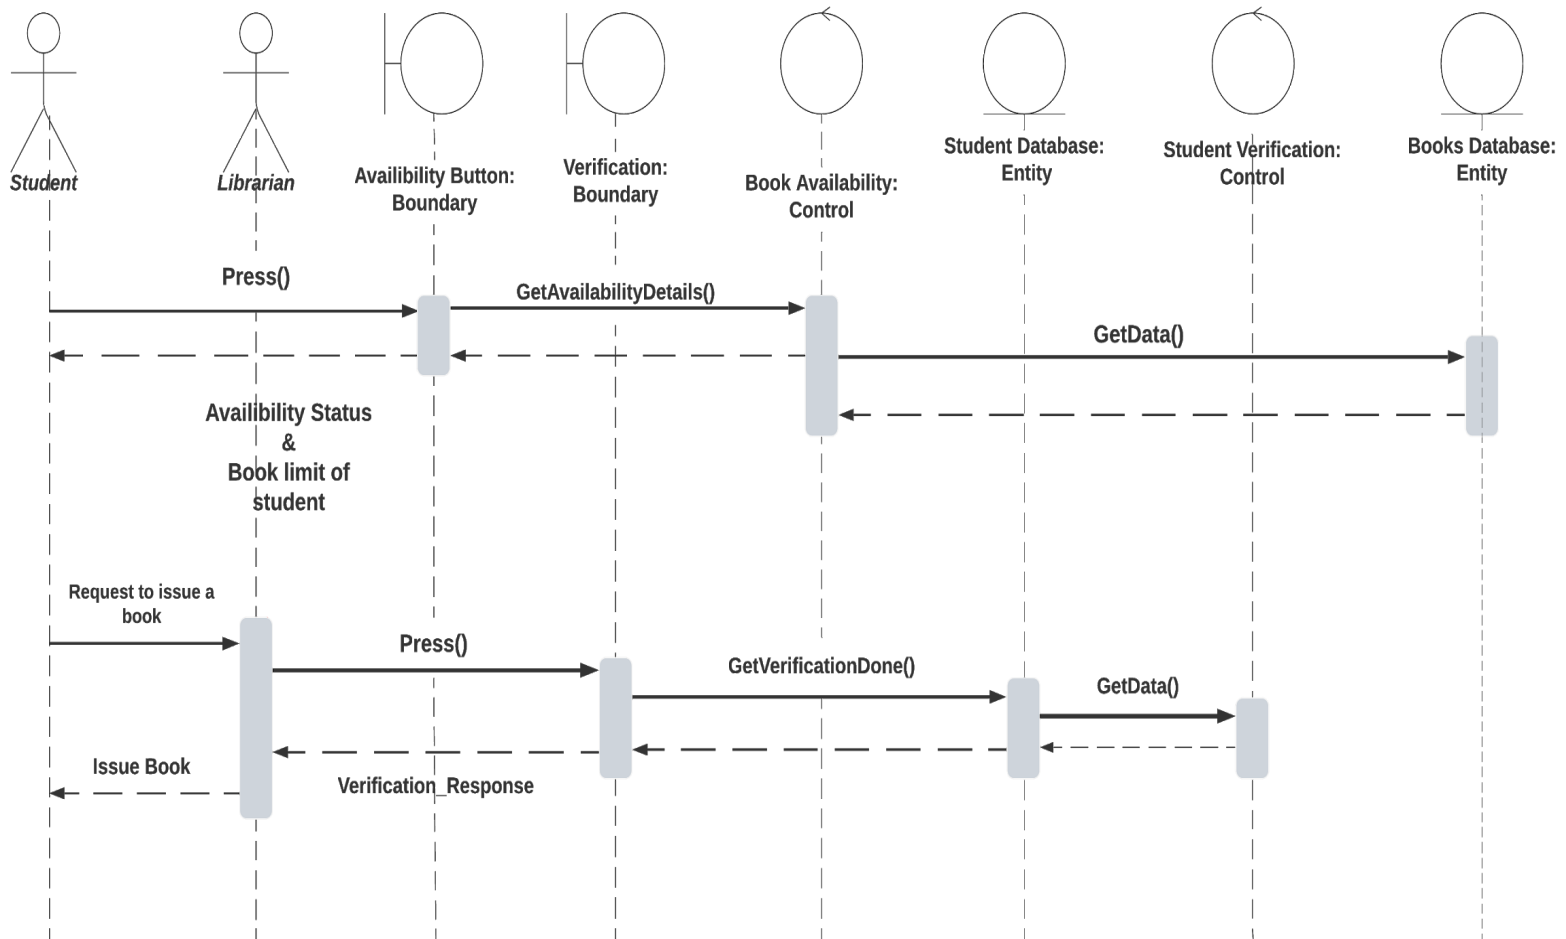 Student
Librarian
Availibility Button:
Boundary
Verification:
Boundary
Book Availability:
Control
Student Database:
Entity
Student Verification:
Control
Books Database:
Entity
Press()
GetAvailabilityDetails()
GetData()
Availibility Status
&
Book limit of
student
Request to issue a
book
Press()
GetVerificationDone()
GetData()
Issue Book
Verification_Response